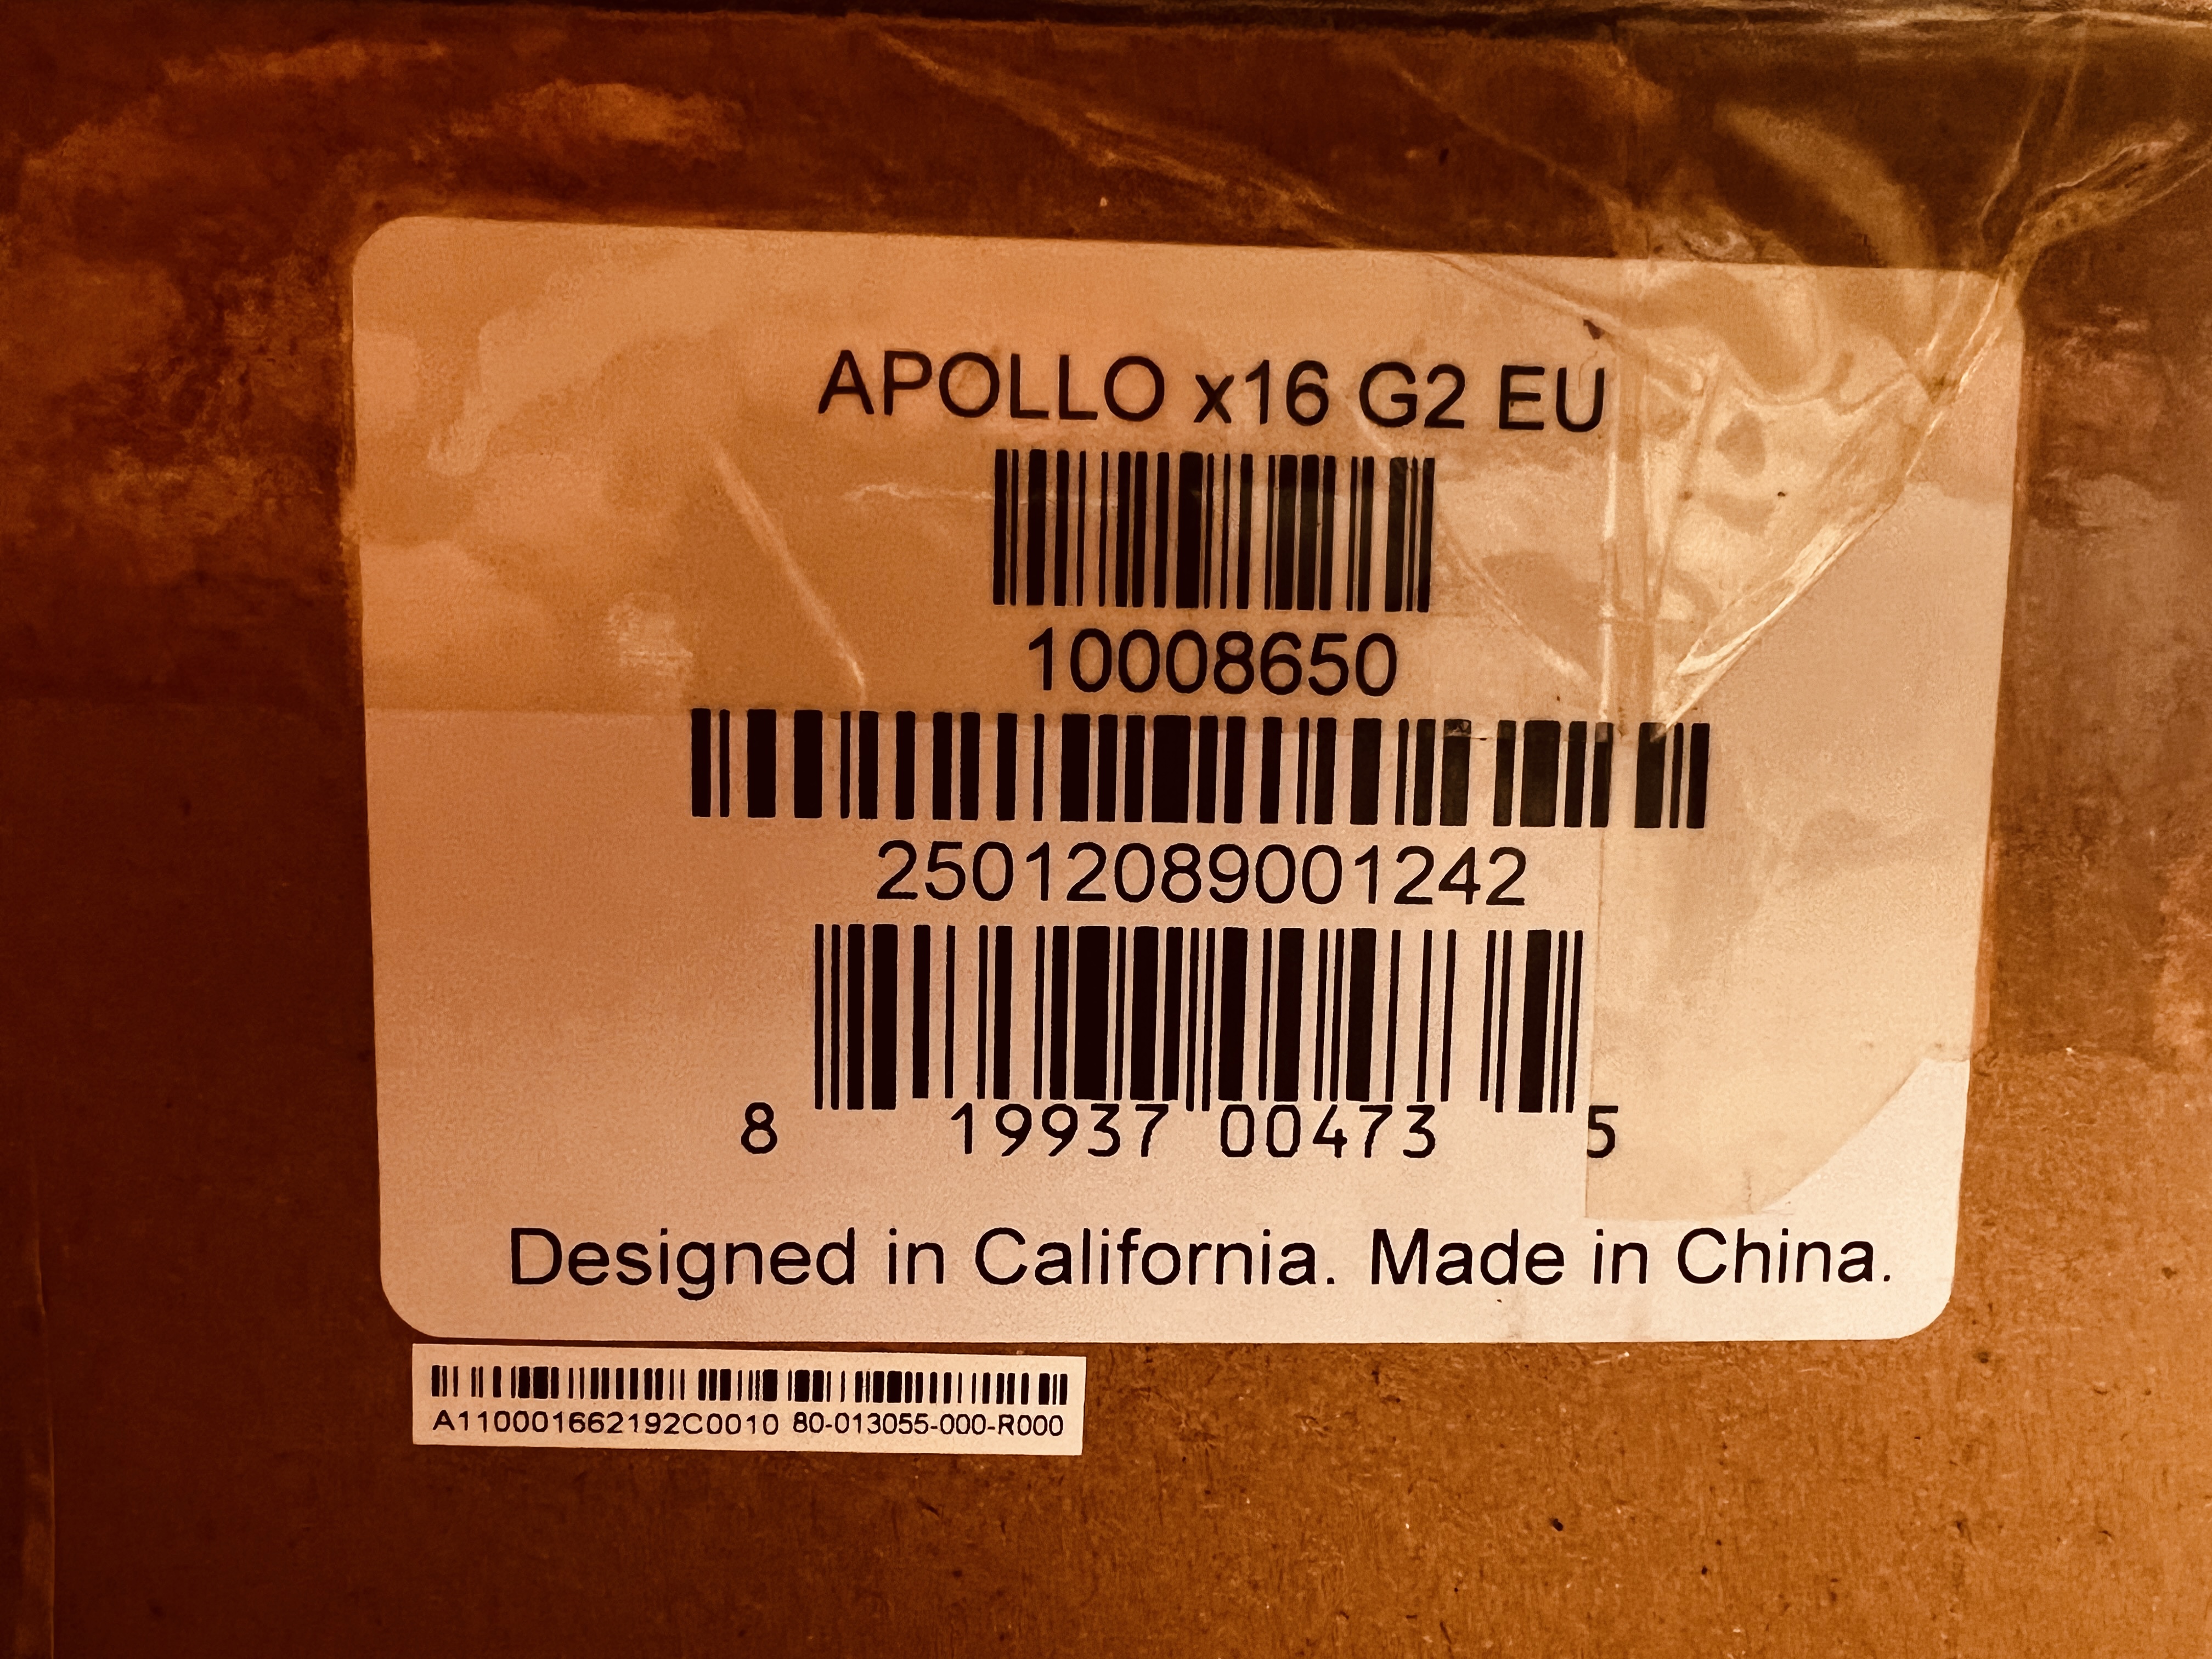 APOLLO x16 G2 EU
10008650
25012089001242
8 19937 00473 5
Designed in California. Made in China.
A110001662192C0010 80-013055-000-R000